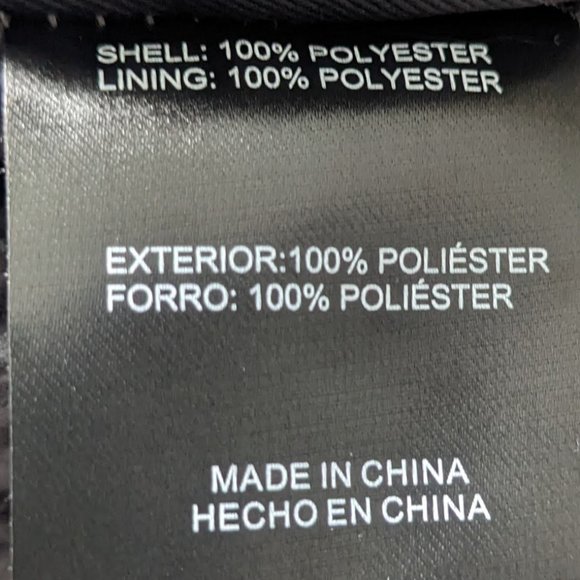 SHELL: 100% POLYESTER
LINING: 100% POLYESTER
EXTERIOR:100% POLIÉSTER
FORRO: 100% POLIÉSTER
MADE IN CHINA
HECHO EN CHINA